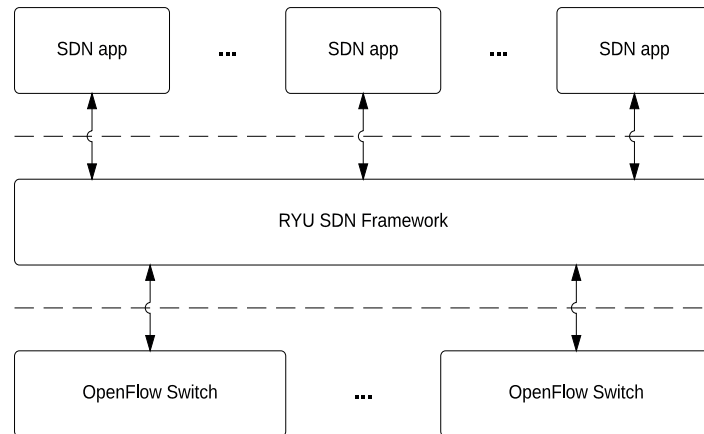 SDN app ... SDN app ... SDN app
RYU SDN Framework
OpenFlow Switch ... OpenFlow Switch